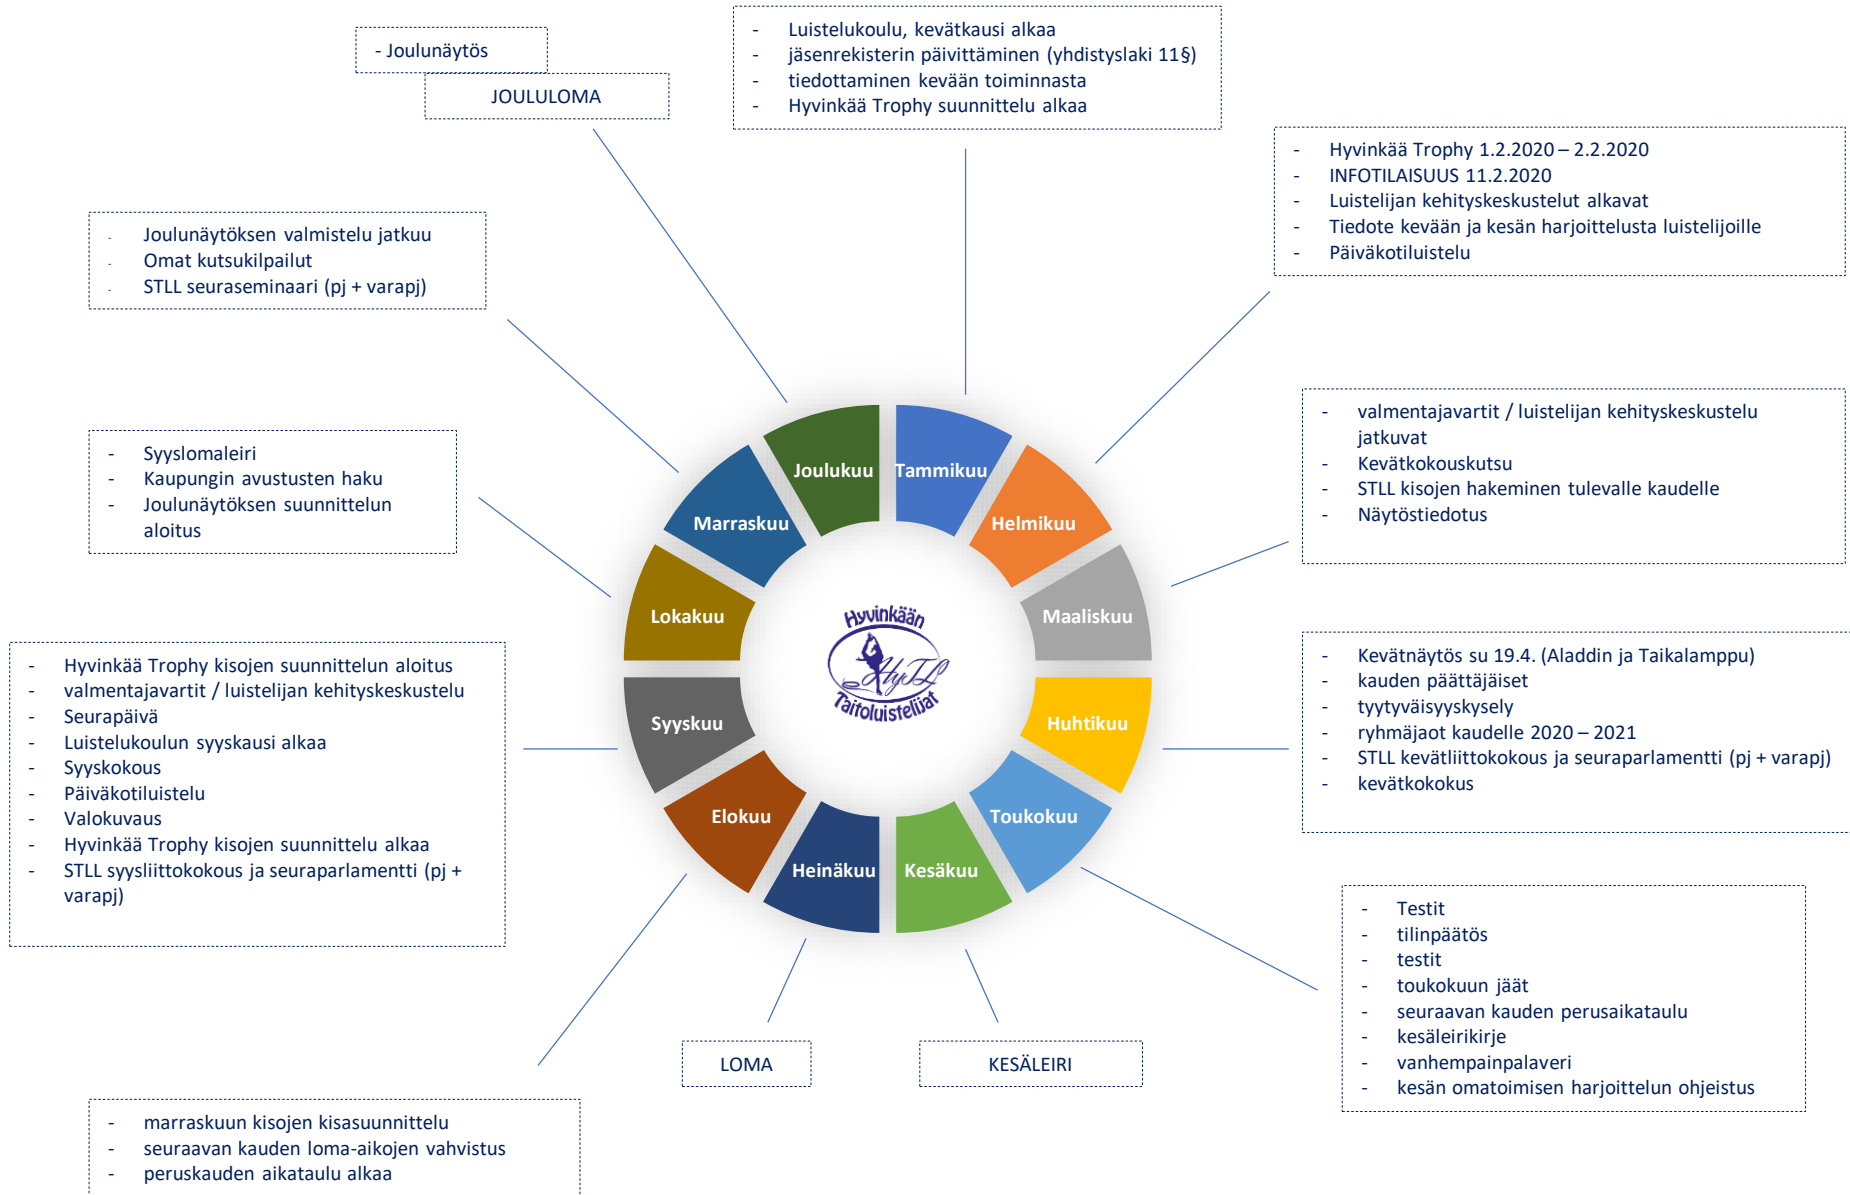 - Joulunäytös
JOULULOMA
- Luistelukoulu, kevätkausi alkaa
- jäsenrekisterin päivittäminen (yhdistyslaki 11§)
- tiedottaminen kevään toiminnasta
- Hyvinkää Trophy suunnittelu alkaa
- Hyvinkää Trophy 1.2.2020 – 2.2.2020
- INFOTILAISUUS 11.2.2020
- Luistelijan kehityskeskustelut alkavat
- Tiedote kevään ja kesän harjoittelusta luistelijoille
- Päiväkotiluistelu
- Joulunäytöksen valmistelu jatkuu
- Omat kutsukilpailut
- STLL seuraseminaari (pj + varapj)
- valmentajavartit / luistelijan kehityskeskustelu
jatkuvat
- Kevätkokouskutsu
- STLL kisojen hakeminen tulevalle kaudelle
- Näytöstiedotus
- Syyslomaleiri
- Kaupungin avustusten haku
- Joulunäytöksen suunnittelun
aloitus
Joulukuu
Tammikuu
Marraskuu
Helmikuu
Lokakuu
Maaliskuu
Hyvinkään
HyTL
Taitoluistelijat
Syyskuu
Huhtikuu
Elokuu
Toukokuu
Heinäkuu
Kesäkuu
- Hyvinkää Trophy kisojen suunnittelun aloitus
- valmentajavartit / luistelijan kehityskeskustelu
- Seurapäivä
- Luistelukoulun syyskausi alkaa
- Syyskokous
- Päiväkotiluistelu
- Valokuvaus
- Hyvinkää Trophy kisojen suunnittelu alkaa
- STLL syysliittokokous ja seuraparlamentti (pj +
varapj)
- Kevätnäytös su 19.4. (Aladdin ja Taikalamppu)
- kauden päättäjäiset
- tyytyväisyyskysely
- ryhmäjaot kaudelle 2020 – 2021
- STLL kevätliittokokous ja seuraparlamentti (pj + varapj)
- kevätkokokus
- Testit
- tilinpäätös
- testit
- toukokuun jäät
- seuraavan kauden perusaikataulu
- kesäleirikirje
- vanhempainpalaveri
- kesän omatoimisen harjoittelun ohjeistus
LOMA
KESÄLEIRI
- marraskuun kisojen kisasuunnittelu
- seuraavan kauden loma-aikojen vahvistus
- peruskauden aikataulu alkaa